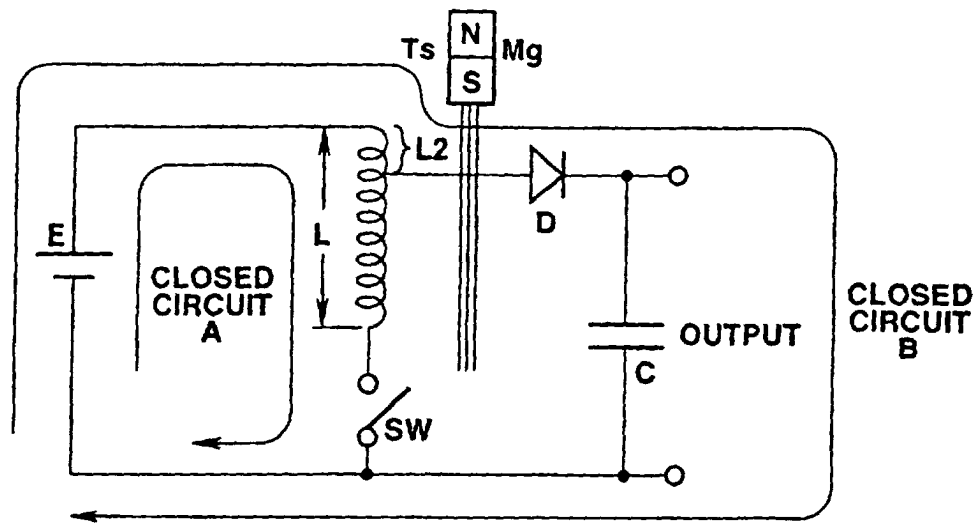 Ts
N
S
Mg
L2
E
L
D
CLOSED
CIRCUIT
A
SW
C
OUTPUT
CLOSED
CIRCUIT
B